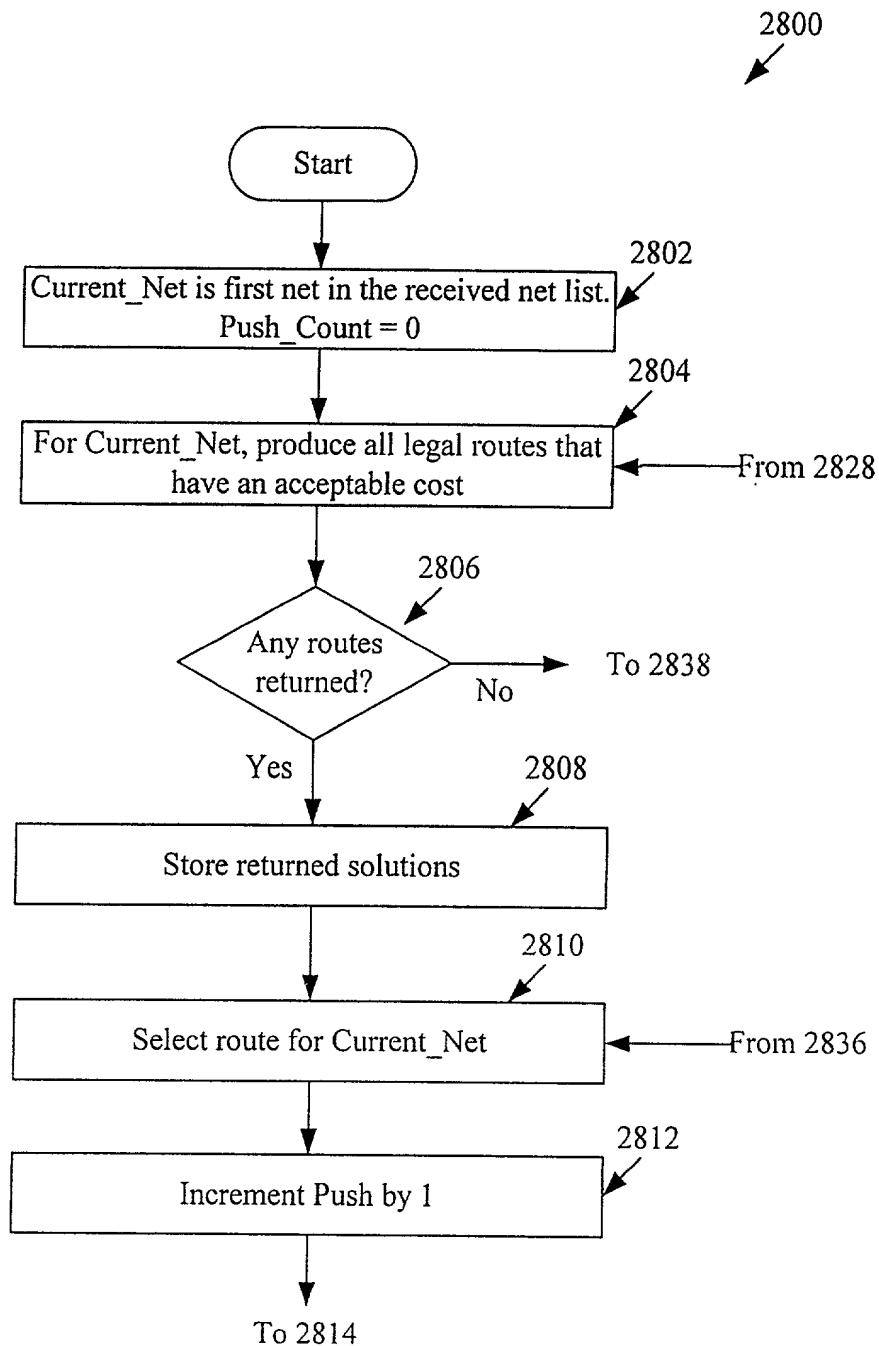 2800
Start
2802
Current_Net is first net in the received net list.
Push_Count = 0
2804
For Current_Net, produce all legal routes that
have an acceptable cost
From 2828
2806
Any routes
returned?
No
To 2838
Yes
2808
Store returned solutions
2810
Select route for Current_Net
From 2836
2812
Increment Push by 1
To 2814